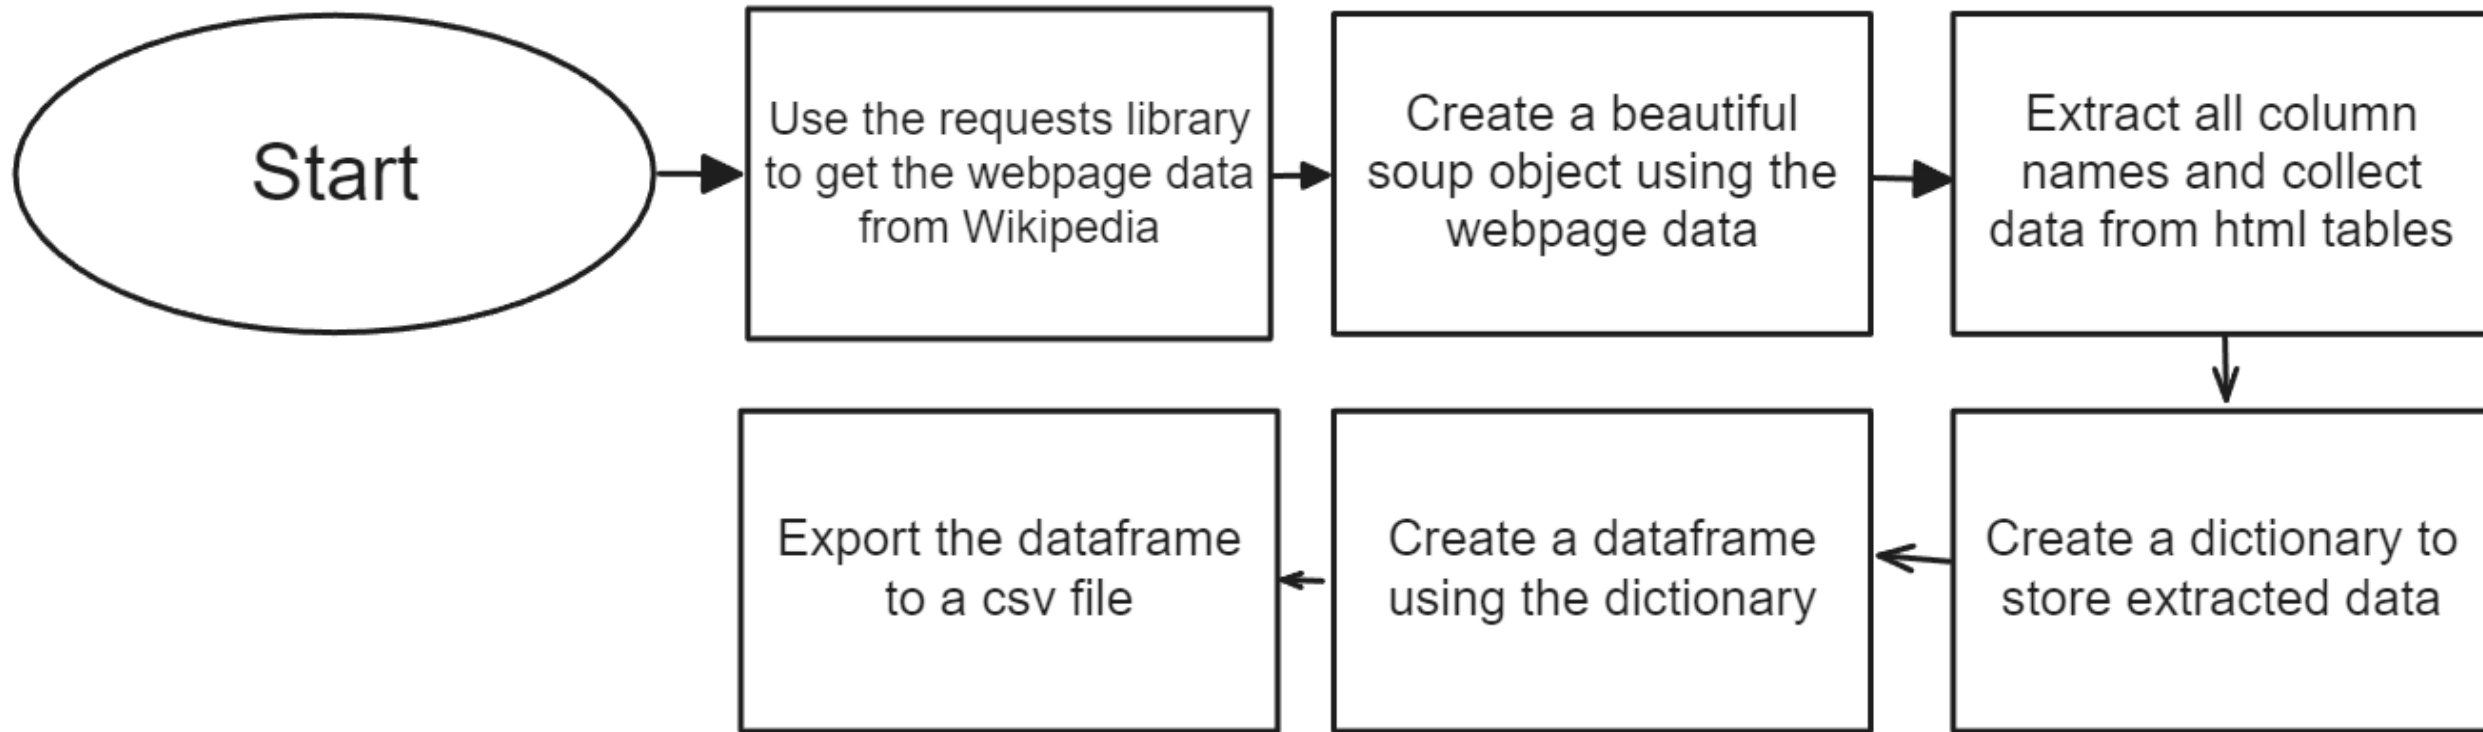 Start
Use the requests library
to get the webpage data
from Wikipedia
Create a beautiful
soup object using the
webpage data
Extract all column
names and collect
data from html tables
Create a dictionary to
store extracted data
Create a dataframe
using the dictionary
Export the dataframe
to a csv file